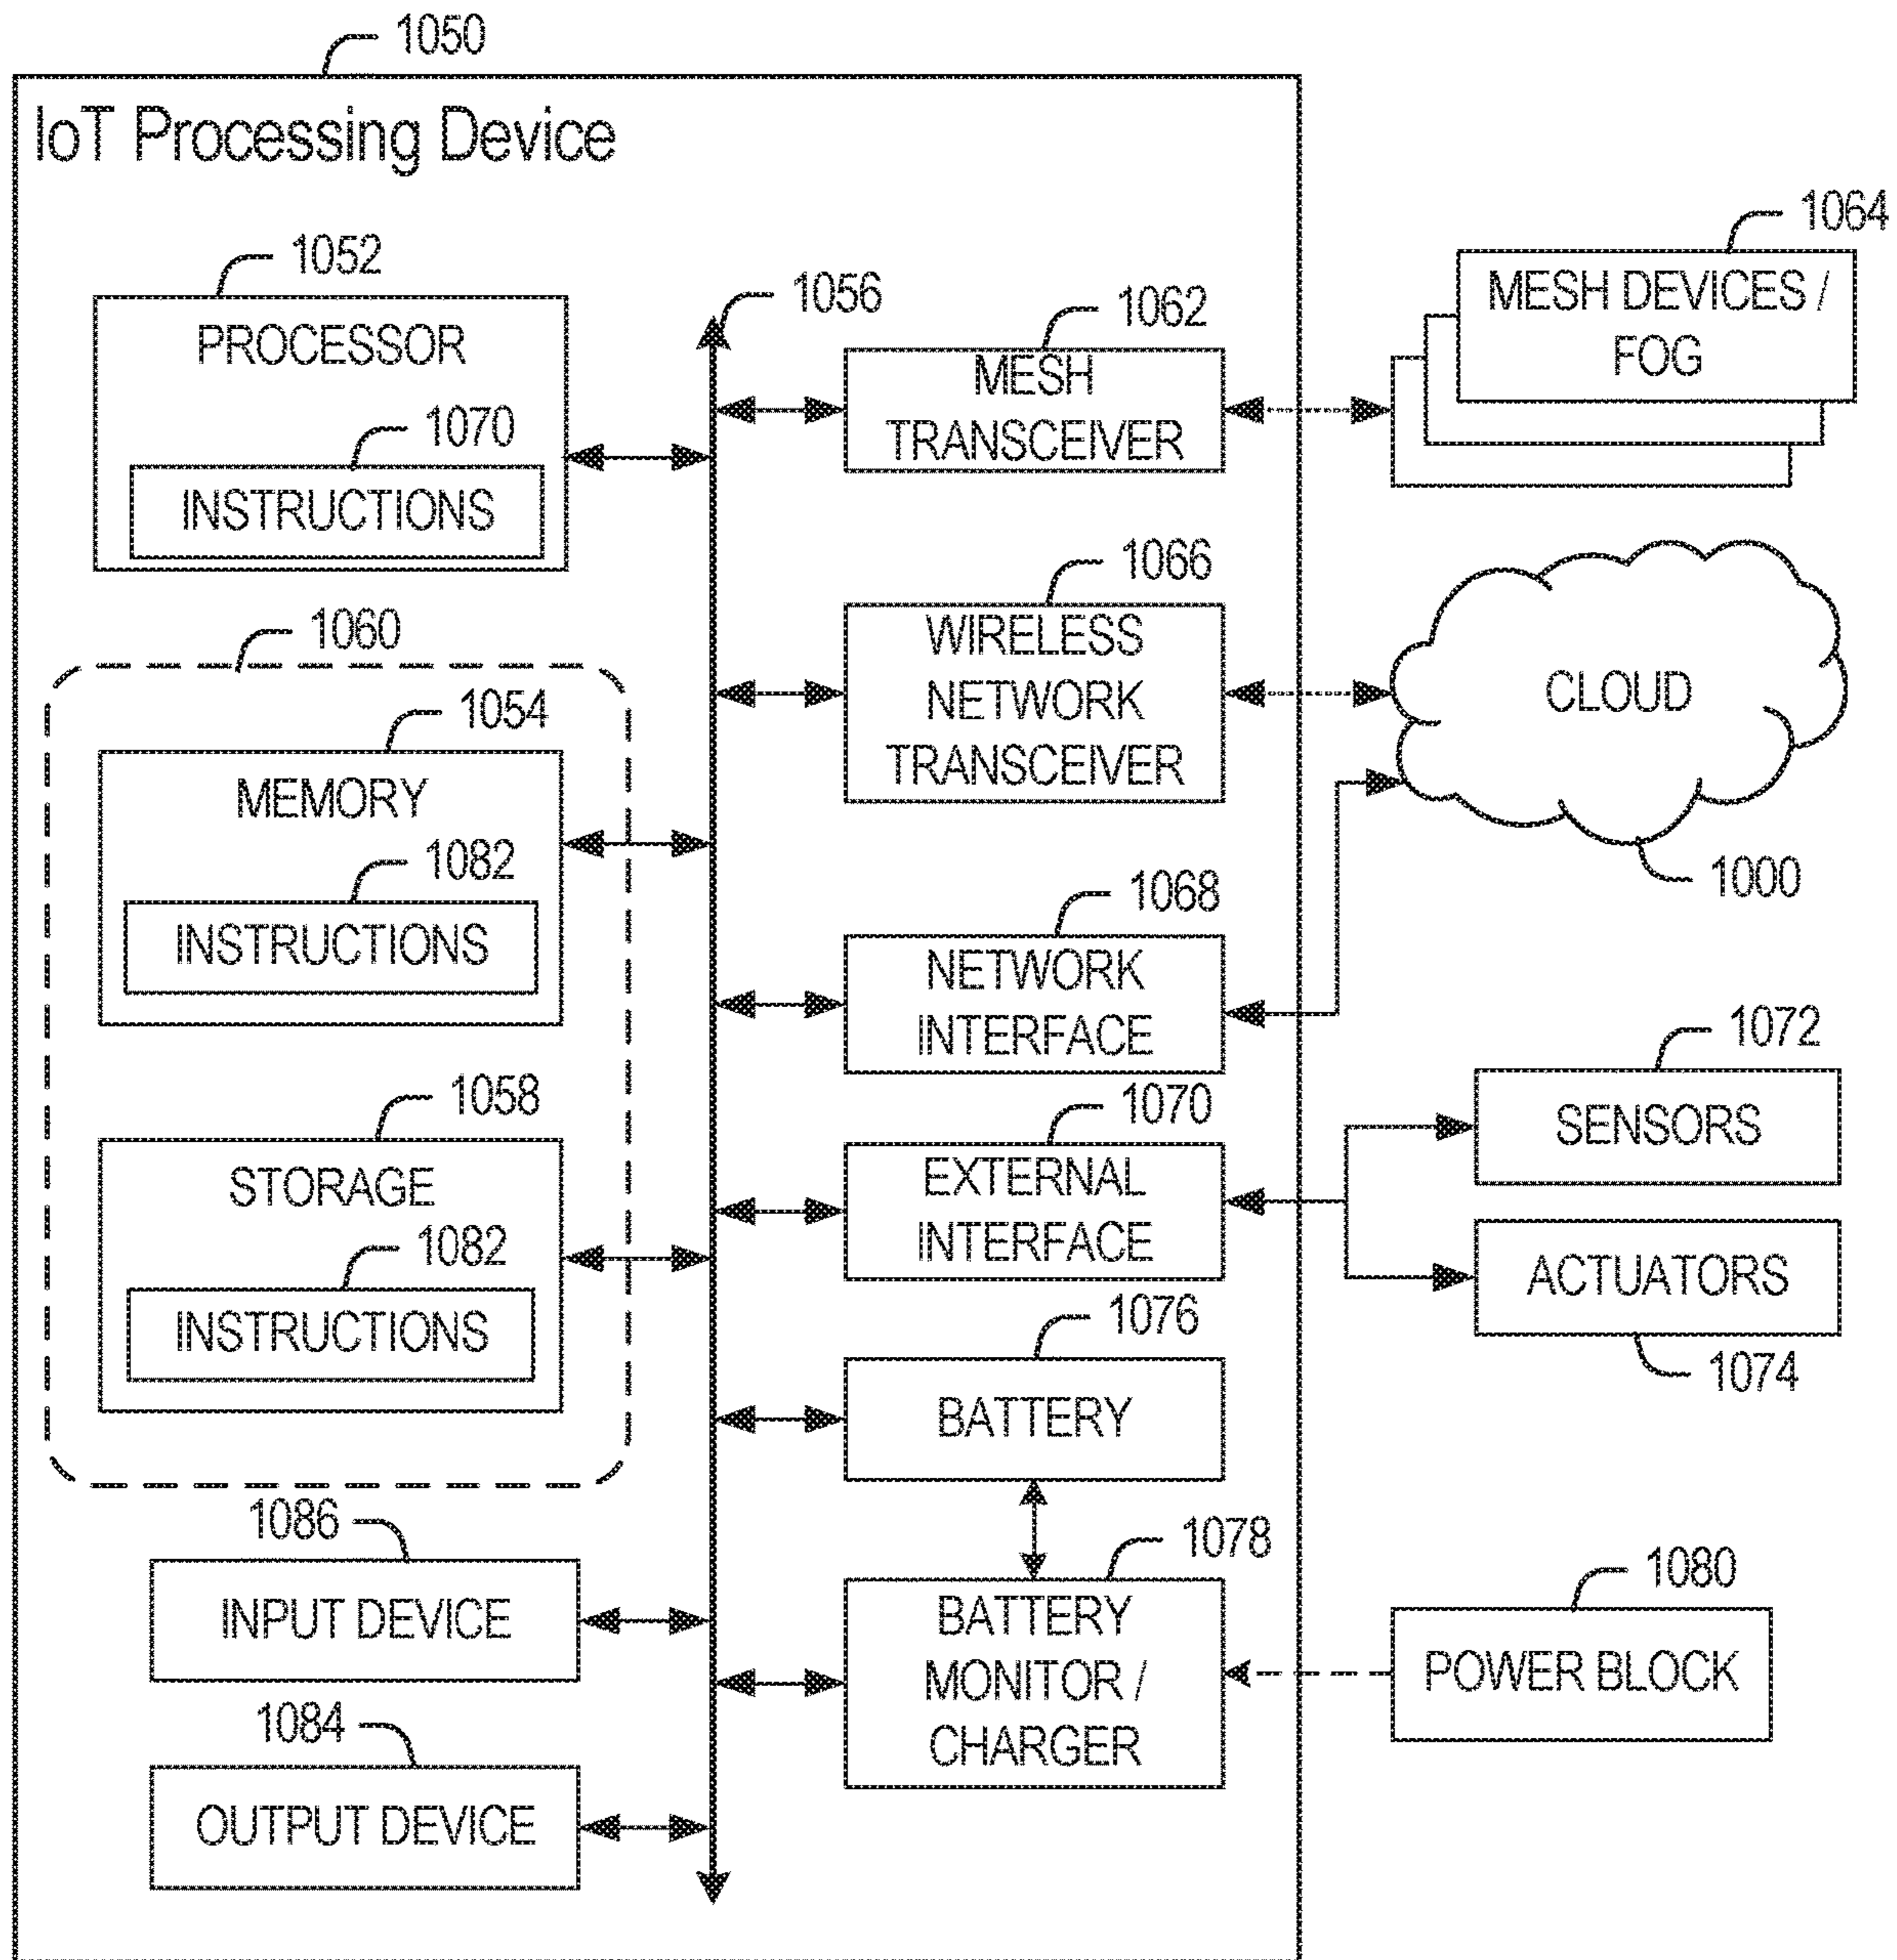 1050
IoT Processing Device
1052
PROCESSOR
1070
INSTRUCTIONS
1060
1054
MEMORY
1082
INSTRUCTIONS
1058
STORAGE
1082
INSTRUCTIONS
1086
INPUT DEVICE
1084
OUTPUT DEVICE
1056
1062
MESH
TRANSCEIVER
1066
WIRELESS
NETWORK
TRANSCEIVER
1068
NETWORK
INTERFACE
1070
EXTERNAL
INTERFACE
1076
BATTERY
1078
BATTERY
MONITOR /
CHARGER
1064
MESH DEVICES /
FOG
CLOUD
1000
1072
SENSORS
ACTUATORS
1074
1080
POWER BLOCK